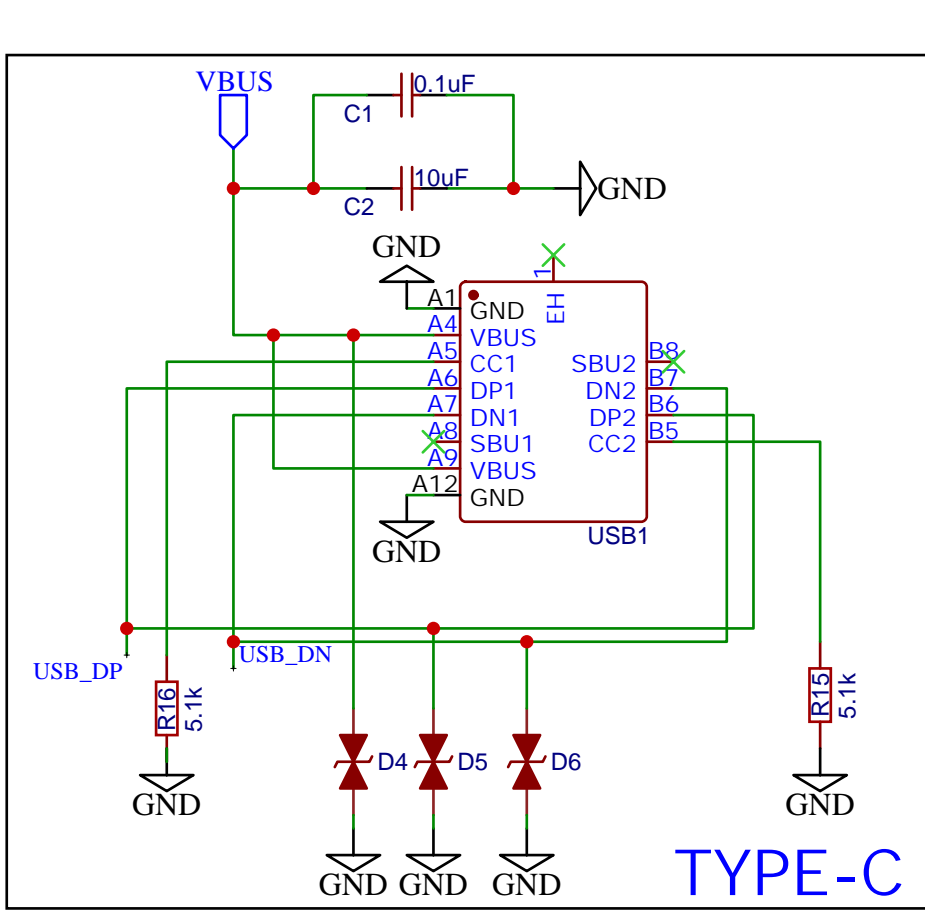 VBUS
0.1uF
C1
10uF
C2
GND
GND
1
EH
A1
GND
A4
VBUS
A5
CC1
A6
DP1
A7
DN1
A8
SBU1
A9
VBUS
A12
GND
GND
B8
SBU2
B7
DN2
B6
DP2
B5
CC2
USB1
USB_DP
USB_DN
R16
5.1k
GND
D4
D5
D6
GND
GND
GND
R15
5.1k
GND
TYPE-C